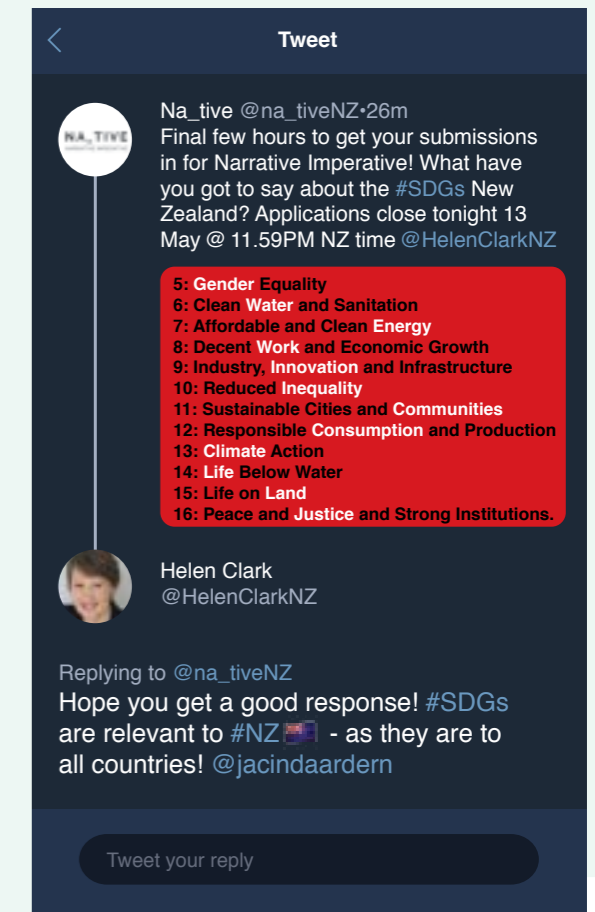 Tweet
Na_tive @na_tiveNZ•26m
Final few hours to get your submissions
in for Narrative Imperative! What have
you got to say about the #SDGs New
Zealand? Applications close tonight 13
May @ 11.59PM NZ time @HelenClarkNZ
NA_TIVE
5: Gender Equality
6: Clean Water and Sanitation
7: Affordable and Clean Energy
8: Decent Work and Economic Growth
9: Industry, Innovation and Infrastructure
10: Reduced Inequality
11: Sustainable Cities and Communities
12: Responsible Consumption and Production
13: Climate Action
14: Life Below Water
15: Life on Land
16: Peace and Justice and Strong Institutions.
Helen Clark
@HelenClarkNZ
Replying to @na_tiveNZ
Hope you get a good response! #SDGs
are relevant to #NZ - as they are to
all countries! @jacindaardern
Tweet your reply